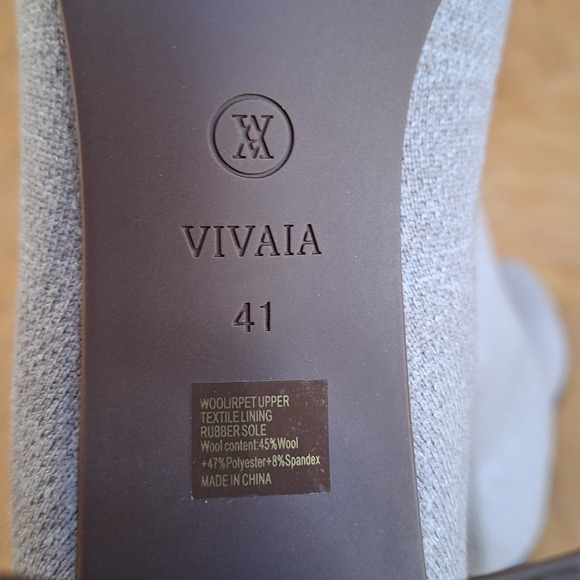 VIVAIA
41
WOOL/RPET UPPER
TEXTILE LINING
RUBBER SOLE
Wool content:45%Wool
+47%Polyester+8%Spandex
MADE IN CHINA